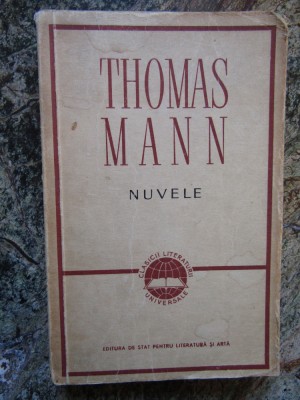 THOMAS
MANN
NUVELE
CLASICII LITERATURII
UNIVERSALE
EDITURA DE STAT PENTRU LITERATURĂ ȘI ARTĂ